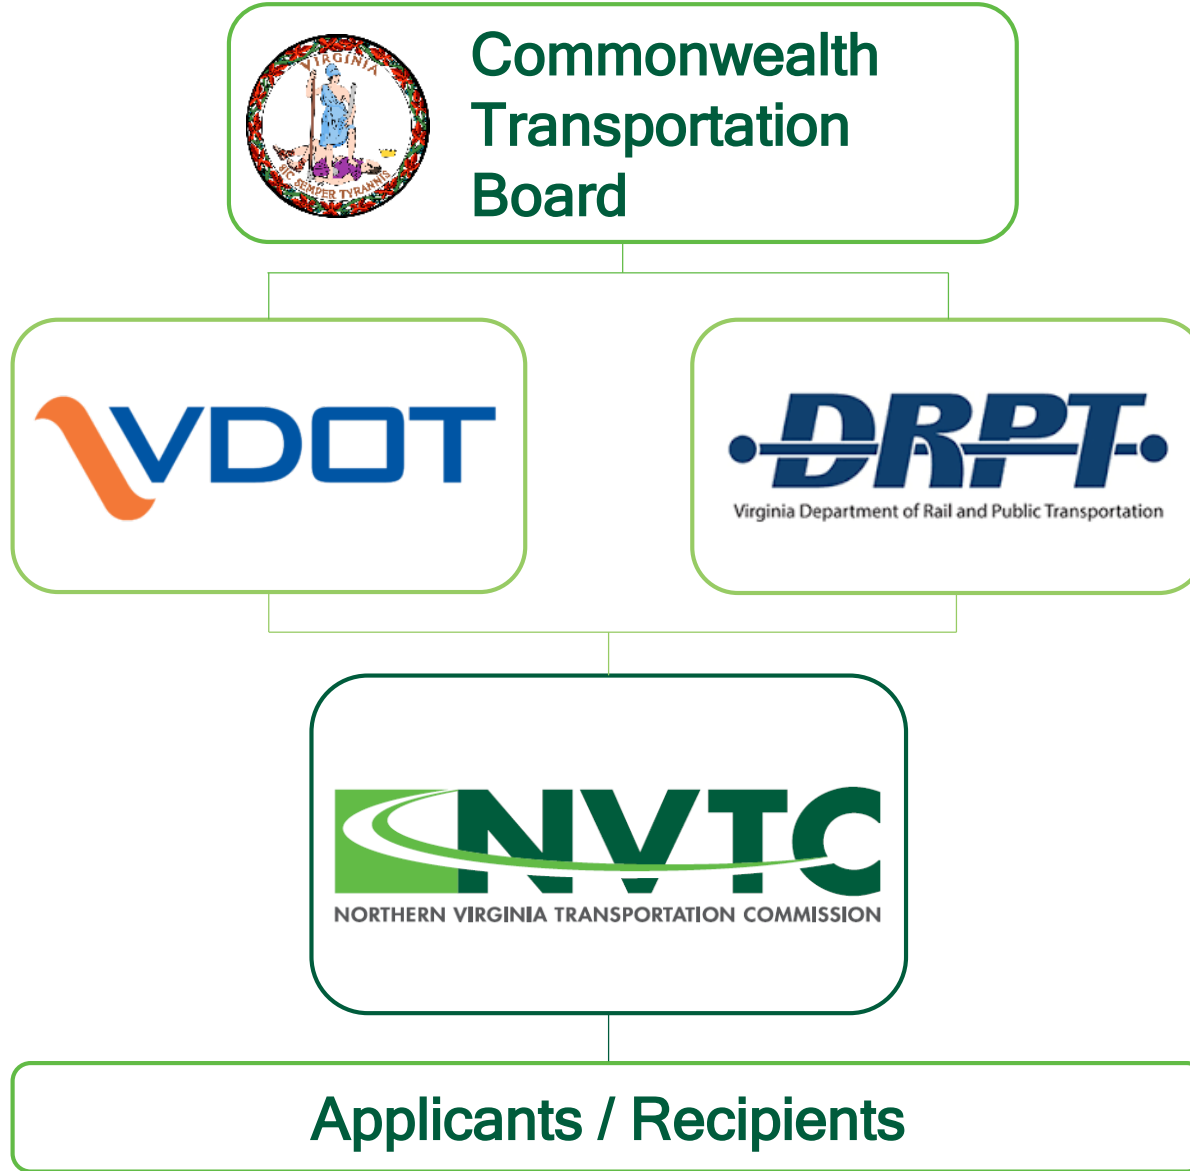 VIRGINIA
SIC SEMPER TYRANNIS
Commonwealth
Transportation
Board
VDOT
DRPT
Virginia Department of Rail and Public Transportation
NVTC
NORTHERN VIRGINIA TRANSPORTATION COMMISSION
Applicants / Recipients